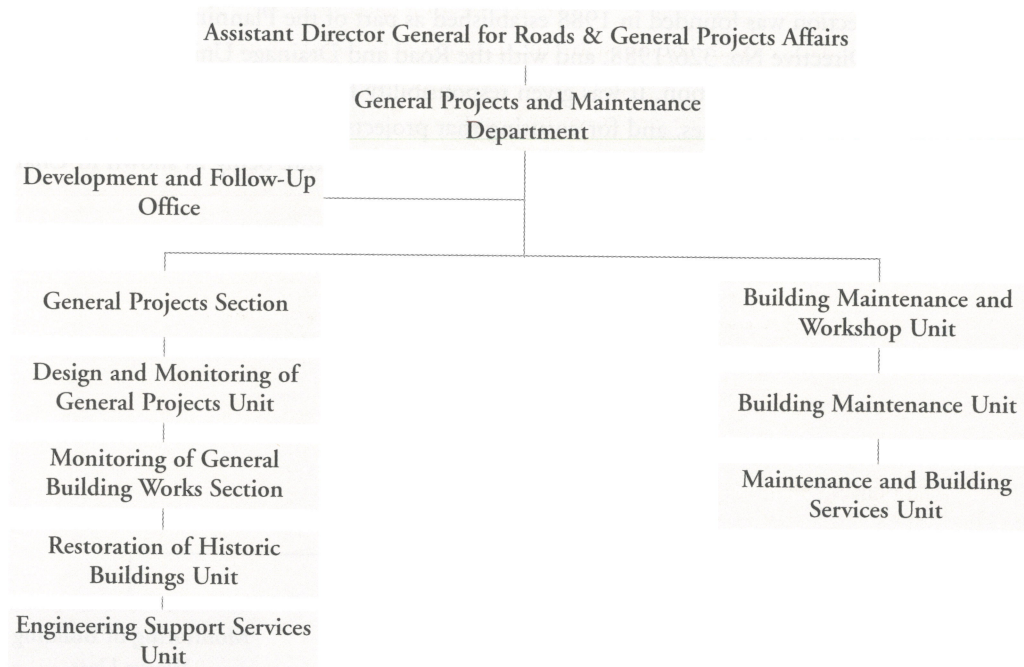 Assistant Director General for Roads & General Projects Affairs
General Projects and Maintenance
Department
Development and Follow-Up
Office
General Projects Section
Design and Monitoring of
General Projects Unit
Monitoring of General
Building Works Section
Restoration of Historic
Buildings Unit
Engineering Support Services
Unit
Building Maintenance and
Workshop Unit
Building Maintenance Unit
Maintenance and Building
Services Unit